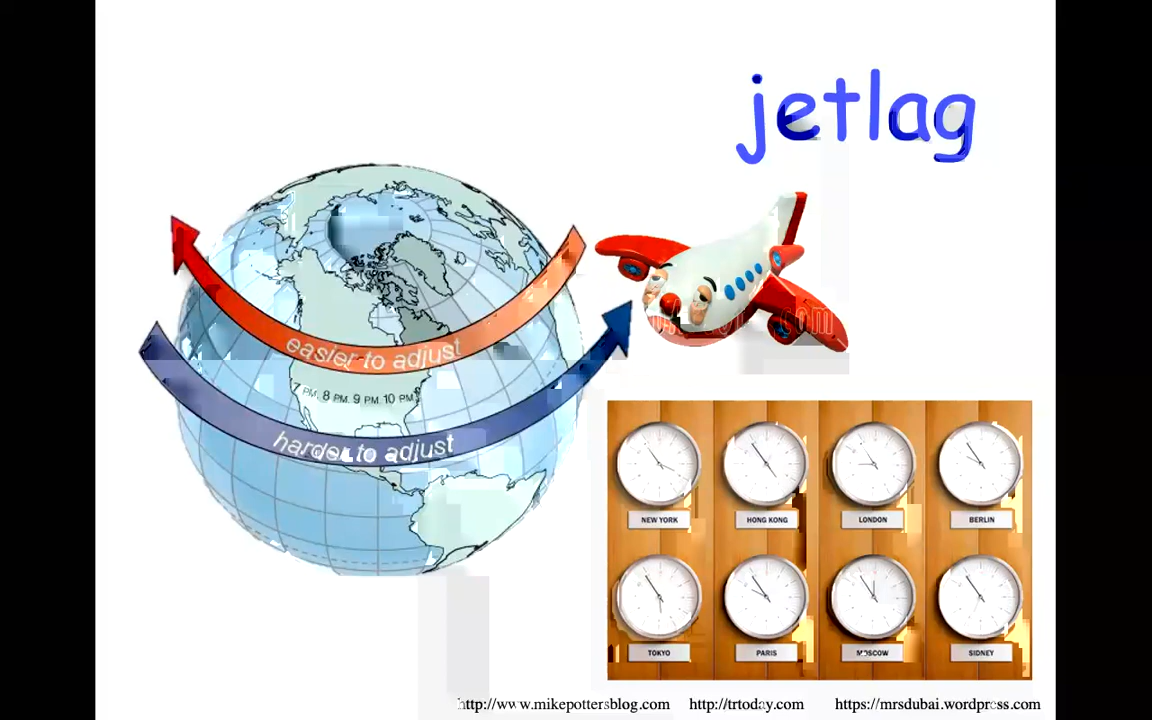 jetlag
easier to adjust
7 PM 8 PM 9 PM 10 PM
harder to adjust
NEW YORK
HONG KONG
LONDON
BERLIN
TOKYO
PARIS
MOSCOW
SIDNEY
http://www.mikepottersblog.com
http://trtoday.com
https://mrsdubai.wordpress.com